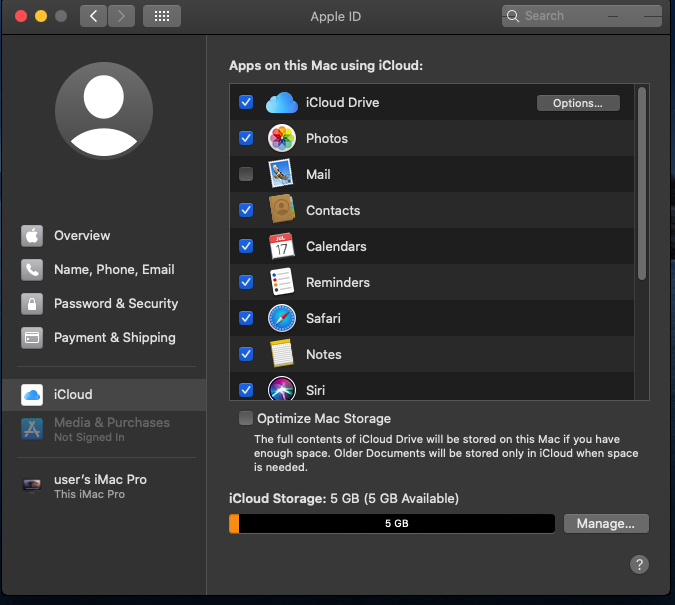 Apple ID
Search
Overview
Name, Phone, Email
Password & Security
Payment & Shipping
iCloud
Media & Purchases
Not Signed In
user's iMac Pro
This iMac Pro
Apps on this Mac using iCloud:
iCloud Drive
Options...
Photos
Mail
Contacts
JUL
17
Calendars
Reminders
Safari
Notes
Siri
Optimize Mac Storage
The full contents of iCloud Drive will be stored on this Mac if you have
enough space. Older Documents will be stored only in iCloud when space
is needed.
iCloud Storage: 5 GB (5 GB Available)
5 GB
Manage...
?